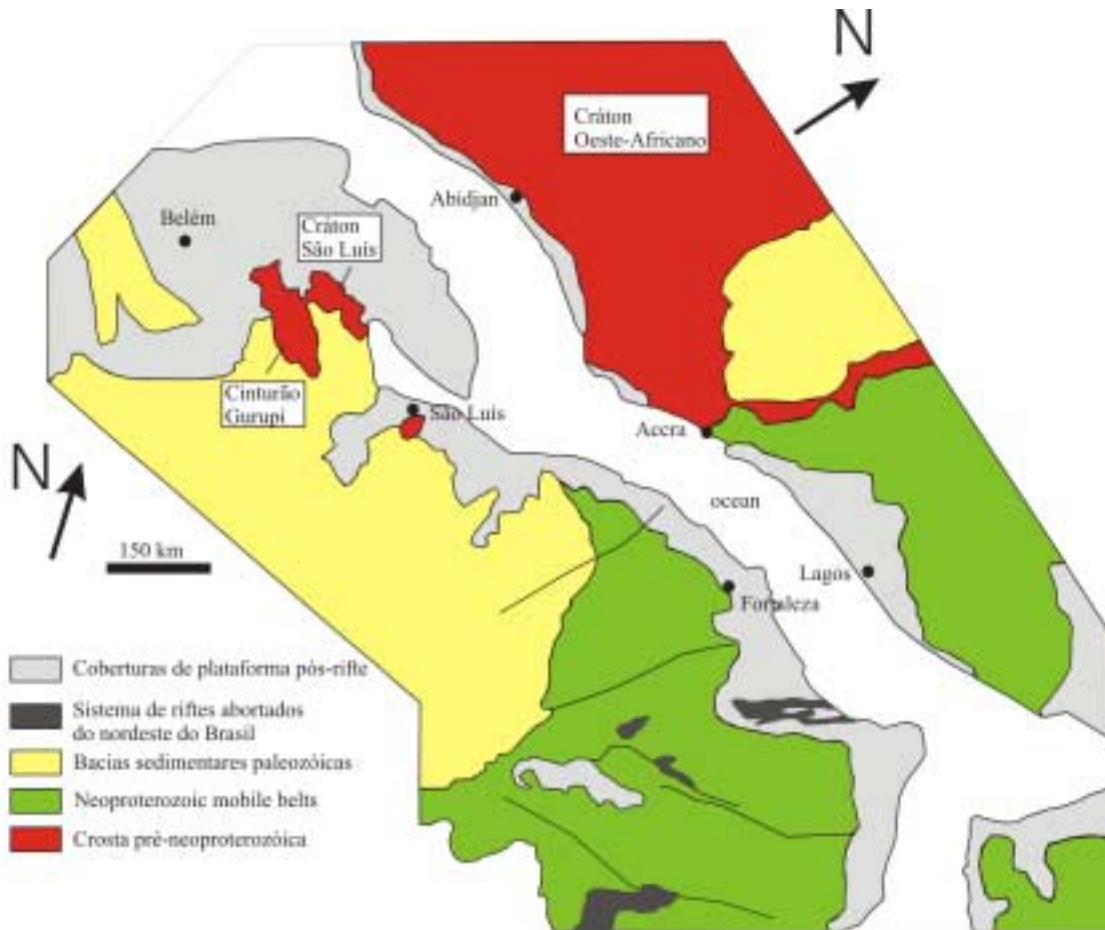 N
Cráton
Oeste-Africano
Abidjan
Belém
Cráton
São Luís
Cinturão
Gurupi
São Luís
Accra
N
ocean
150 km
Lagos
Fortaleza
Coberturas de plataforma pós-rifte
Sistema de riftes abortados
do nordeste do Brasil
Bacias sedimentares paleozóicas
Neoproterozoic mobile belts
Crosta pré-neoproterozóica